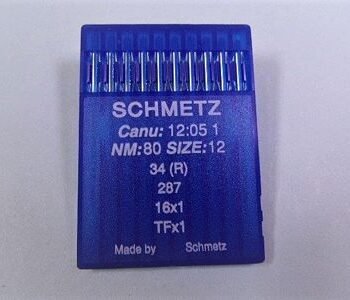 SCHMETZ
Canu: 12:05 1
NM:80 SIZE:12
34 (R)
287
16x1
TFx1
Made by Schmetz